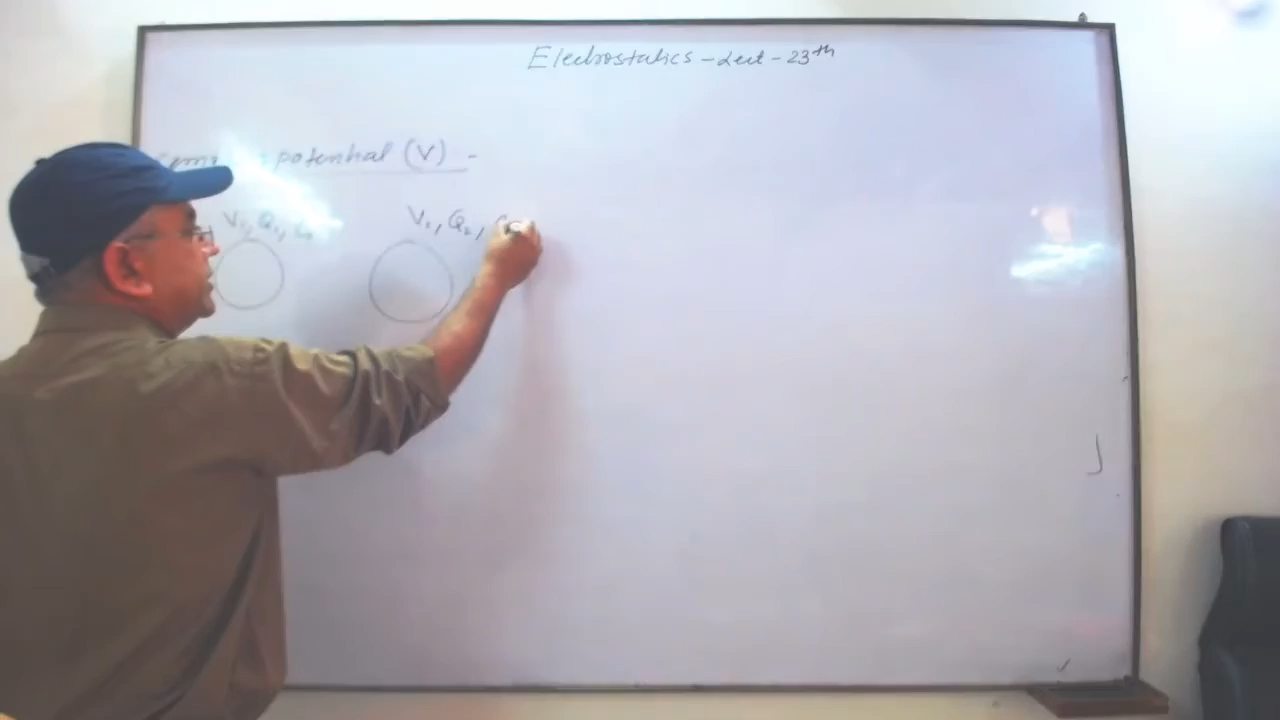 Electrostatics - Lect - 23th
potential (V) -
V1, Q1, C1
V2, Q2,